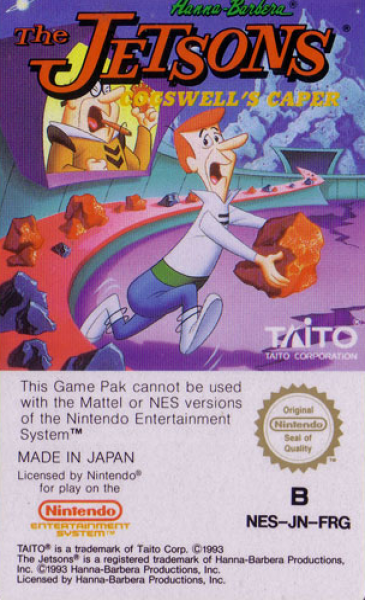 Hanna-Barbera
The JETSONS®
COGSWELL'S CAPER
TAITO
TAITO CORPORATION
This Game Pak cannot be used
with the Mattel or NES versions
of the Nintendo Entertainment
System™
MADE IN JAPAN
Licensed by Nintendo®
for play on the
Nintendo
ENTERTAINMENT
SYSTEM™
Original
Nintendo
Seal of
Quality
TM
B
NES-JN-FRG
TAITO® is a trademark of Taito Corp. ©1993
The Jetsons® is a registered trademark of Hanna-Barbera Productions,
Inc. ©1993 Hanna-Barbera Productions, Inc.
Licensed by Hanna-Barbera Productions, Inc.